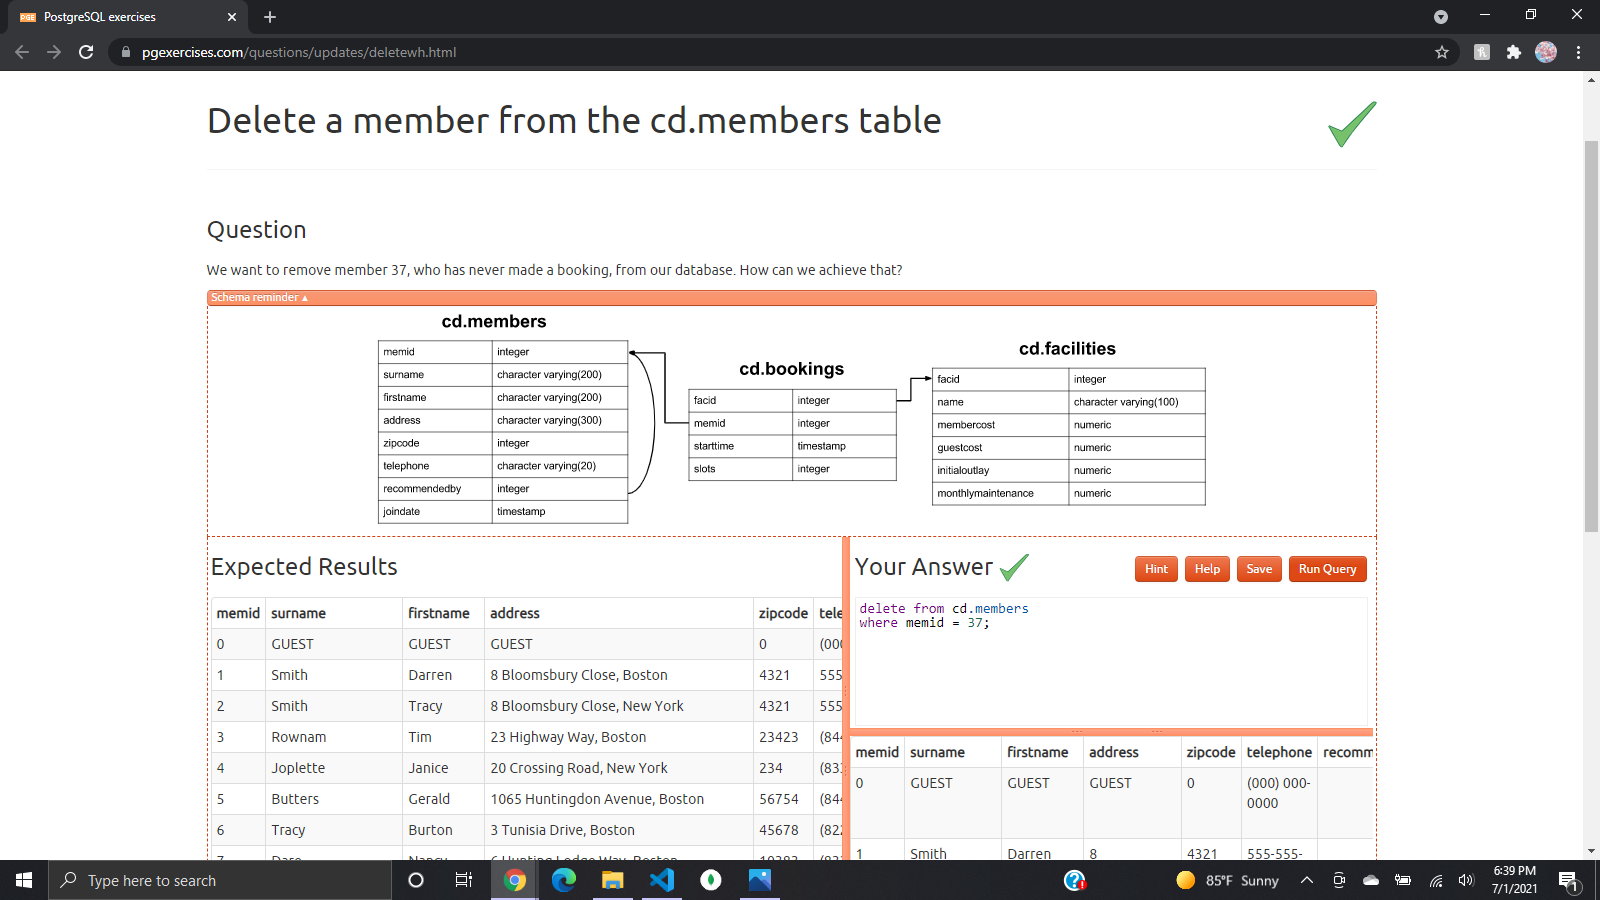 PostgreSQL exercises
pgexercises.com/questions/updates/deletewh.html
Delete a member from the cd.members table
Question
We want to remove member 37, who has never made a booking, from our database. How can we achieve that?
Schema reminder ▲
cd.members
memid integer
surname character varying(200)
firstname character varying(200)
address character varying(300)
zipcode integer
telephone character varying(20)
recommendedby integer
joindate timestamp
cd.bookings
facid integer
memid integer
starttime timestamp
slots integer
cd.facilities
facid integer
name character varying(100)
membercost numeric
guestcost numeric
initialoutlay numeric
monthlymaintenance numeric
Expected Results
memid surname firstname address zipcode tele
0 GUEST GUEST GUEST 0 (00
1 Smith Darren 8 Bloomsbury Close, Boston 4321 555
2 Smith Tracy 8 Bloomsbury Close, New York 4321 555
3 Rownam Tim 23 Highway Way, Boston 23423 (84
4 Joplette Janice 20 Crossing Road, New York 234 (83
5 Butters Gerald 1065 Huntingdon Avenue, Boston 56754 (84
6 Tracy Burton 3 Tunisia Drive, Boston 45678 (82
7 Dare Nancy 6 Hunting Lodge Way, Boston 10383
Your Answer
Hint Help Save Run Query
delete from cd.members
where memid = 37;
memid surname firstname address zipcode telephone recomm
0 GUEST GUEST GUEST 0 (000) 000-
0000
1 Smith Darren 8 4321 555-555-
Type here to search
85°F Sunny
6:39 PM
7/1/2021
1